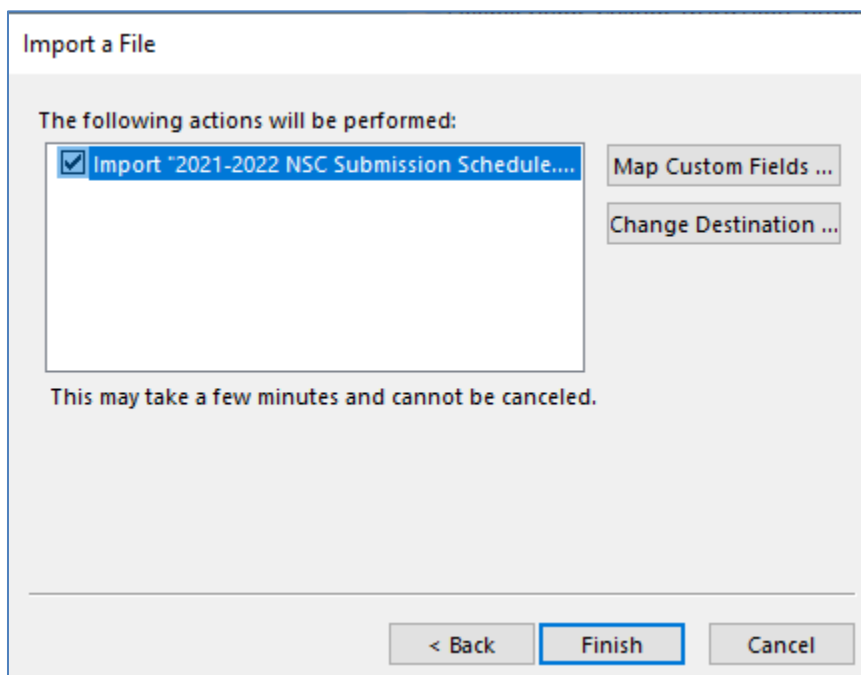 Import a File
The following actions will be performed:
Import "2021-2022 NSC Submission Schedule....
Map Custom Fields ...
Change Destination ...
This may take a few minutes and cannot be canceled.
< Back
Finish
Cancel